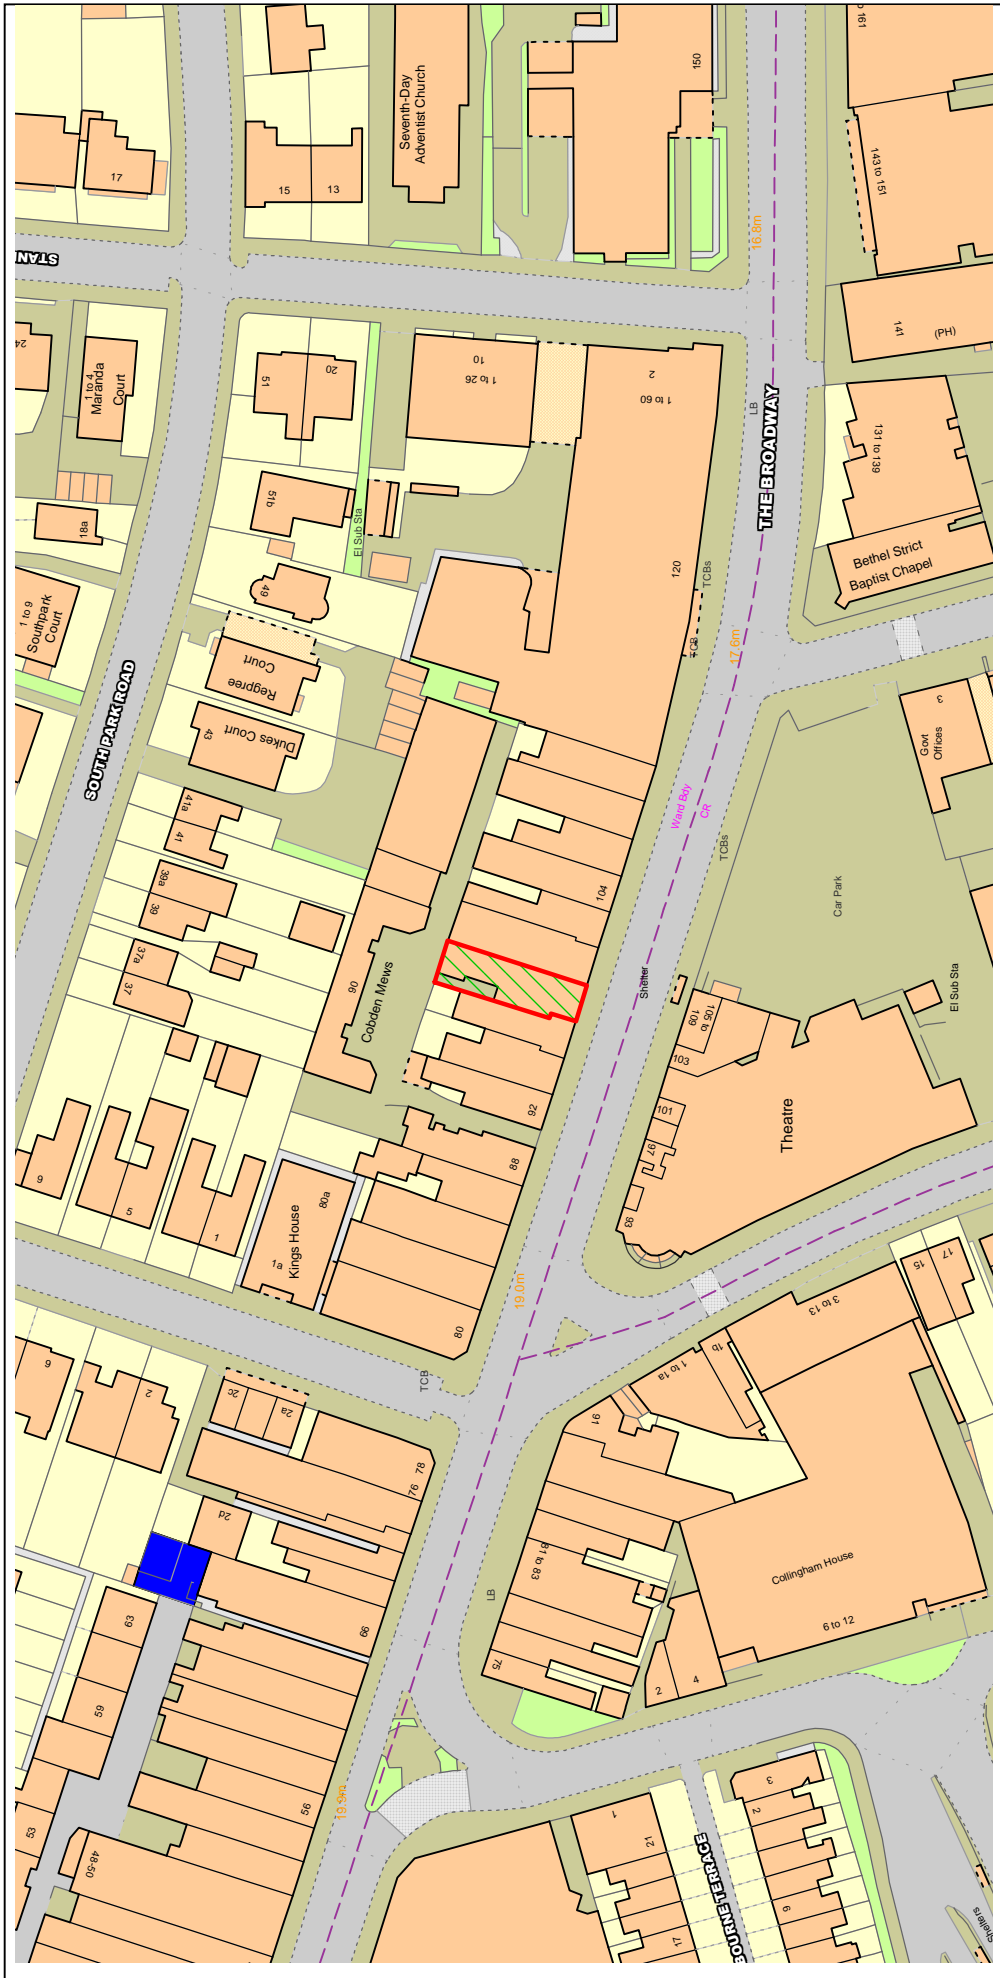 o 161
150
Seventh-Day
Adventist Church
143 to 151
17
15
13
16.8m
STAN
141
(PH)
24
1 to 4
Maranda
Court
51
20
10
1 to 26
2
1 to 60
LB
THE BROADWAY
131 to 139
18a
51b
El Sub Sta
Bethel Strict
Baptist Chapel
120
TCBs
49
1 to 9
Southpark
Court
TCB
17.6m
Regpree
Court
SOUTH PARK ROAD
43
Dukes Court
3
Govt
Offices
41a
41
Ward Bdy
CR
TCBs
39a
39
104
Car Park
37a
37
90
Cobden Mews
Shelter
El Sub Sta
105 to
109
103
92
101
97
Theatre
9
5
1
88
80a
Kings House
1a
93
19.0m
17
15
3 to 13
80
1b
1 to 1a
TCB
6
2
2c
2a
91
78
76
2d
81 to 83
Collingham House
63
66
LB
6 to 12
75
2
4
59
19.9m
56
53
48-50
1
21
17
BOURNE TERRACE
3
2
9
Shelters